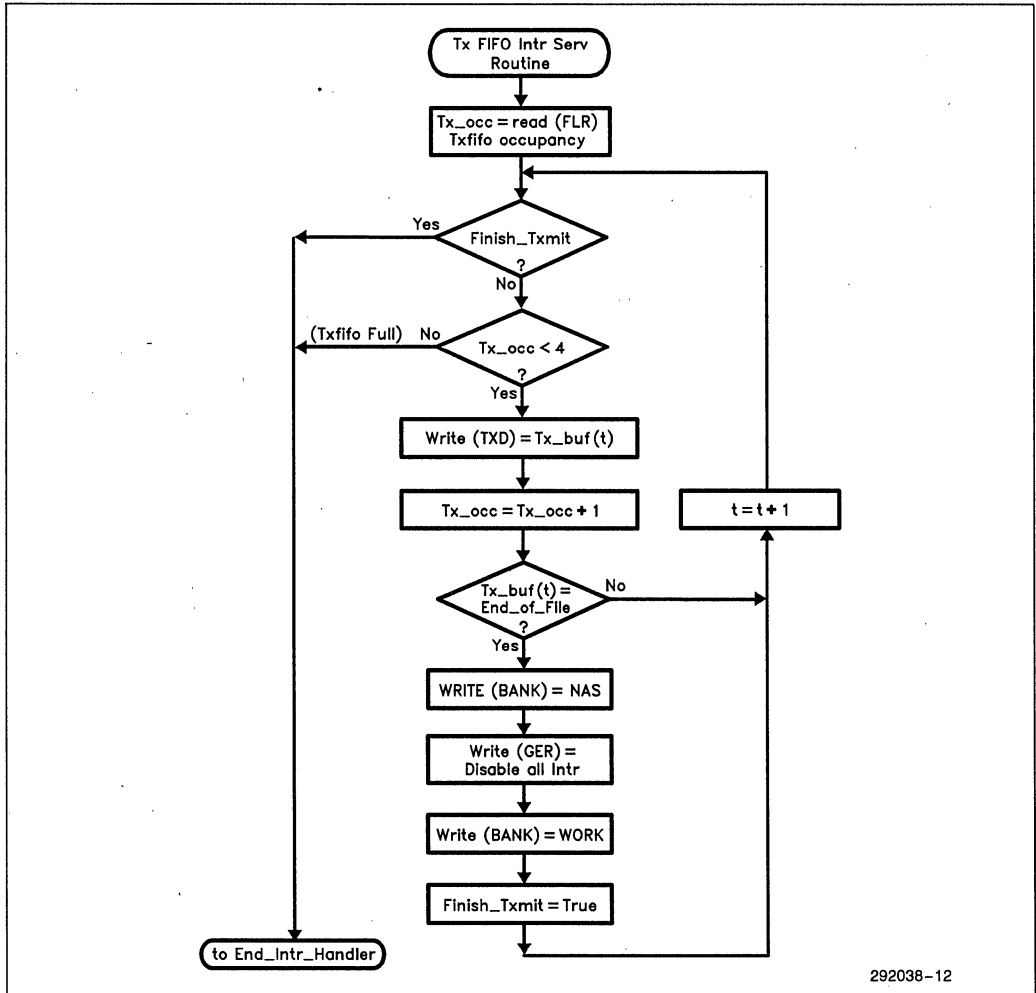 Tx FIFO Intr Serv
Routine
Tx_occ = read (FLR)
Txfifo occupancy
Yes
Finish_Txmit
?
No
(Txfifo Full) No
Tx_occ < 4
?
Yes
Write (TXD) = Tx_buf(t)
Tx_occ = Tx_occ + 1
t = t + 1
Tx_buf(t) =
End_of_File
?
No
Yes
WRITE (BANK) = NAS
Write (GER) =
Disable all Intr
Write (BANK) = WORK
Finish_Txmit = True
to End_Intr_Handler
292038-12